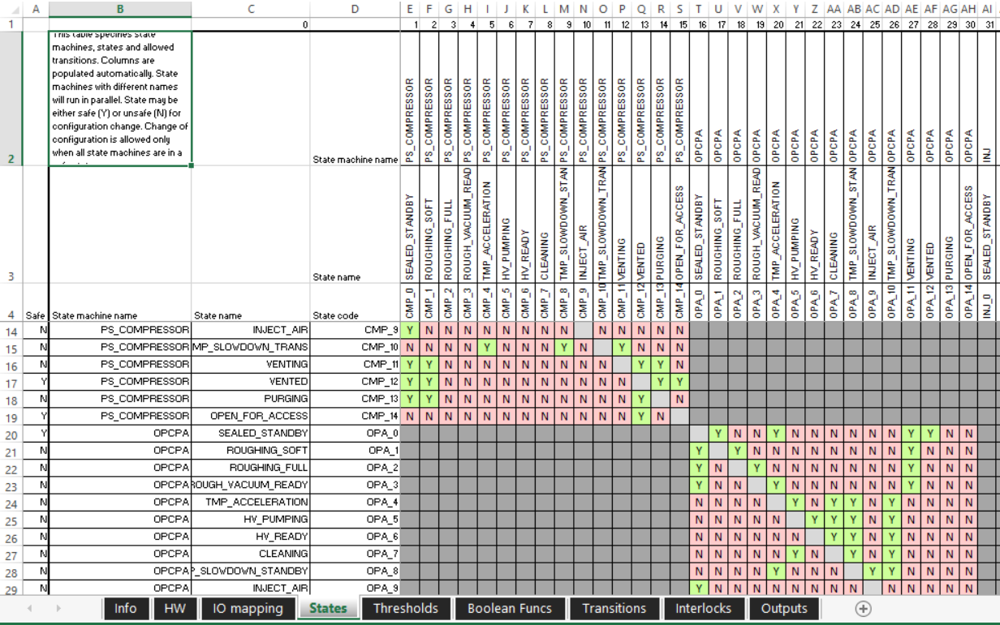 A B C D E F G H I J K L M N O P Q R S T U V W X Y Z AA AB AC AD AE AF AG AH AI
1 0 1 2 3 4 5 6 7 8 9 10 11 12 13 14 15 16 17 18 19 20 21 22 23 24 25 26 27 28 29 30 31
This table specifies state
machines, states and allowed
transitions. Columns are
populated automatically. State
machines with different names
will run in parallel. State may be
either safe (Y) or unsafe (N) for
configuration change. Change of
configuration is allowed only
when all state machines are in a
2 State machine name PS_COMPRESSOR PS_COMPRESSOR PS_COMPRESSOR PS_COMPRESSOR PS_COMPRESSOR PS_COMPRESSOR PS_COMPRESSOR PS_COMPRESSOR PS_COMPRESSOR PS_COMPRESSOR PS_COMPRESSOR PS_COMPRESSOR PS_COMPRESSOR PS_COMPRESSOR PS_COMPRESSOR OPCPA OPCPA OPCPA OPCPA OPCPA OPCPA OPCPA OPCPA OPCPA OPCPA OPCPA OPCPA OPCPA OPCPA OPCPA INJ
3 State name SEALED_STANDBY ROUGHING_SOFT ROUGHING_FULL ROUGH_VACUUM_READ TMP_ACCELERATION HV_PUMPING HV_READY CLEANING TMP_SLOWDOWN_STAN INJECT_AIR TMP_SLOWDOWN_TRAN VENTING VENTED PURGING OPEN_FOR_ACCESS SEALED_STANDBY ROUGHING_SOFT ROUGHING_FULL ROUGH_VACUUM_READ TMP_ACCELERATION HV_PUMPING HV_READY CLEANING TMP_SLOWDOWN_STAN INJECT_AIR TMP_SLOWDOWN_TRAN VENTING VENTED PURGING OPEN_FOR_ACCESS SEALED_STANDBY
4 Safe State machine name State name State code CMP_0 CMP_1 CMP_2 CMP_3 CMP_4 CMP_5 CMP_6 CMP_7 CMP_8 CMP_9 CMP_10 CMP_11 CMP_12 CMP_13 CMP_14 OPA_0 OPA_1 OPA_2 OPA_3 OPA_4 OPA_5 OPA_6 OPA_7 OPA_8 OPA_9 OPA_10 OPA_11 OPA_12 OPA_13 OPA_14 INJ_0
14 N PS_COMPRESSOR INJECT_AIR CMP_9 Y N N N N N N N N N N N N N
15 N PS_COMPRESSOR MP_SLOWDOWN_TRANS CMP_10 N N N N Y N N N Y N Y N N N
16 N PS_COMPRESSOR VENTING CMP_11 Y Y N N N N N N N N N Y Y N
17 Y PS_COMPRESSOR VENTED CMP_12 Y Y N N N N N N N N N N Y Y
18 N PS_COMPRESSOR PURGING CMP_13 Y Y N N N N N N N N N N Y N
19 Y PS_COMPRESSOR OPEN_FOR_ACCESS CMP_14 N N N N N N N N N N N N Y N
20 Y OPCPA SEALED_STANDBY OPA_0 Y N N Y N N N N N N Y Y N N
21 N OPCPA ROUGHING_SOFT OPA_1 Y Y N N N N N N N N Y N N N
22 N OPCPA ROUGHING_FULL OPA_2 Y N Y N N N N N N N Y N N N
23 N OPCPA ROUGH_VACUUM_READY OPA_3 Y N N Y N N N N N N Y N N N
24 N OPCPA TMP_ACCELERATION OPA_4 N N N N Y N Y Y N Y N N N N
25 N OPCPA HV_PUMPING OPA_5 N N N N N Y Y Y N Y N N N N
26 N OPCPA HV_READY OPA_6 N N N N N N Y Y N Y N N N N
27 N OPCPA CLEANING OPA_7 N N N N N Y N Y N Y N N N N
28 N OPCPA P_SLOWDOWN_STANDBY OPA_8 N N N N Y N N N Y Y N N N N
29 N OPCPA INJECT_AIR OPA_9 Y N N N N N N N N N N N N N
Info HW IO mapping States Thresholds Boolean Funcs Transitions Interlocks Outputs